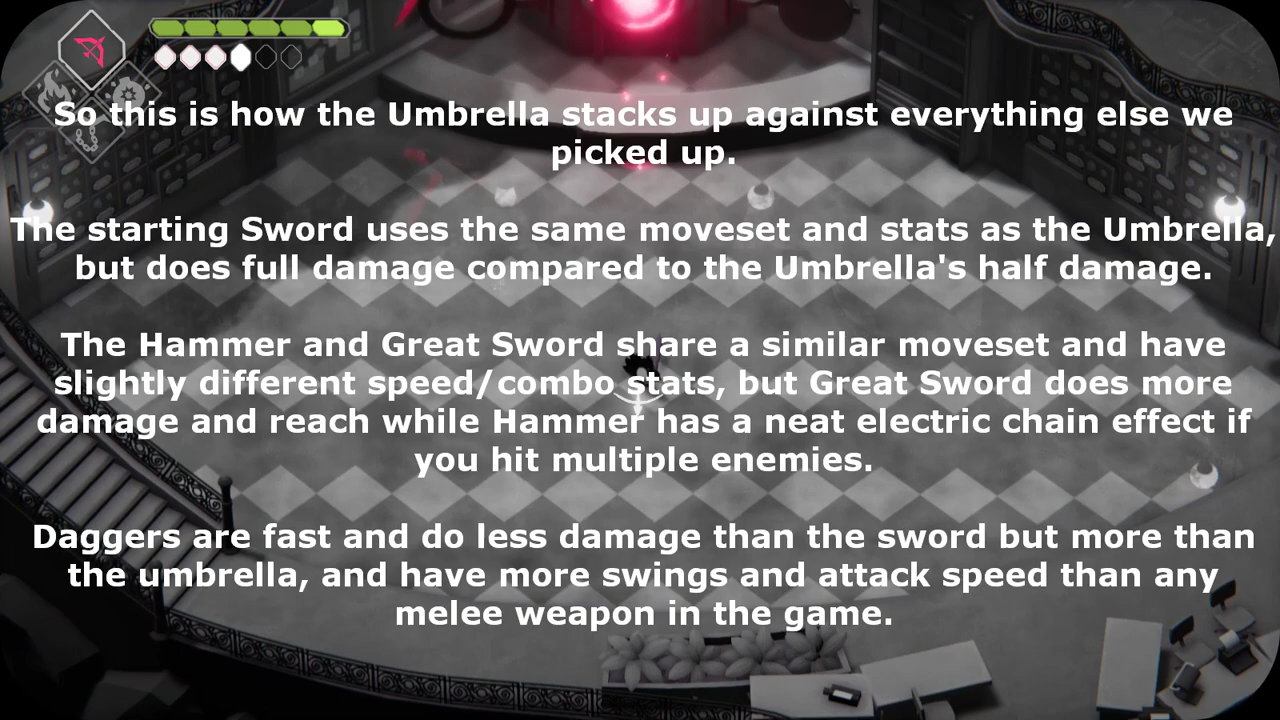 So this is how the Umbrella stacks up against everything else we
picked up.
The starting Sword uses the same moveset and stats as the Umbrella,
but does full damage compared to the Umbrella's half damage.
The Hammer and Great Sword share a similar moveset and have
slightly different speed/combo stats, but Great Sword does more
damage and reach while Hammer has a neat electric chain effect if
you hit multiple enemies.
Daggers are fast and do less damage than the sword but more than
the umbrella, and have more swings and attack speed than any
melee weapon in the game.